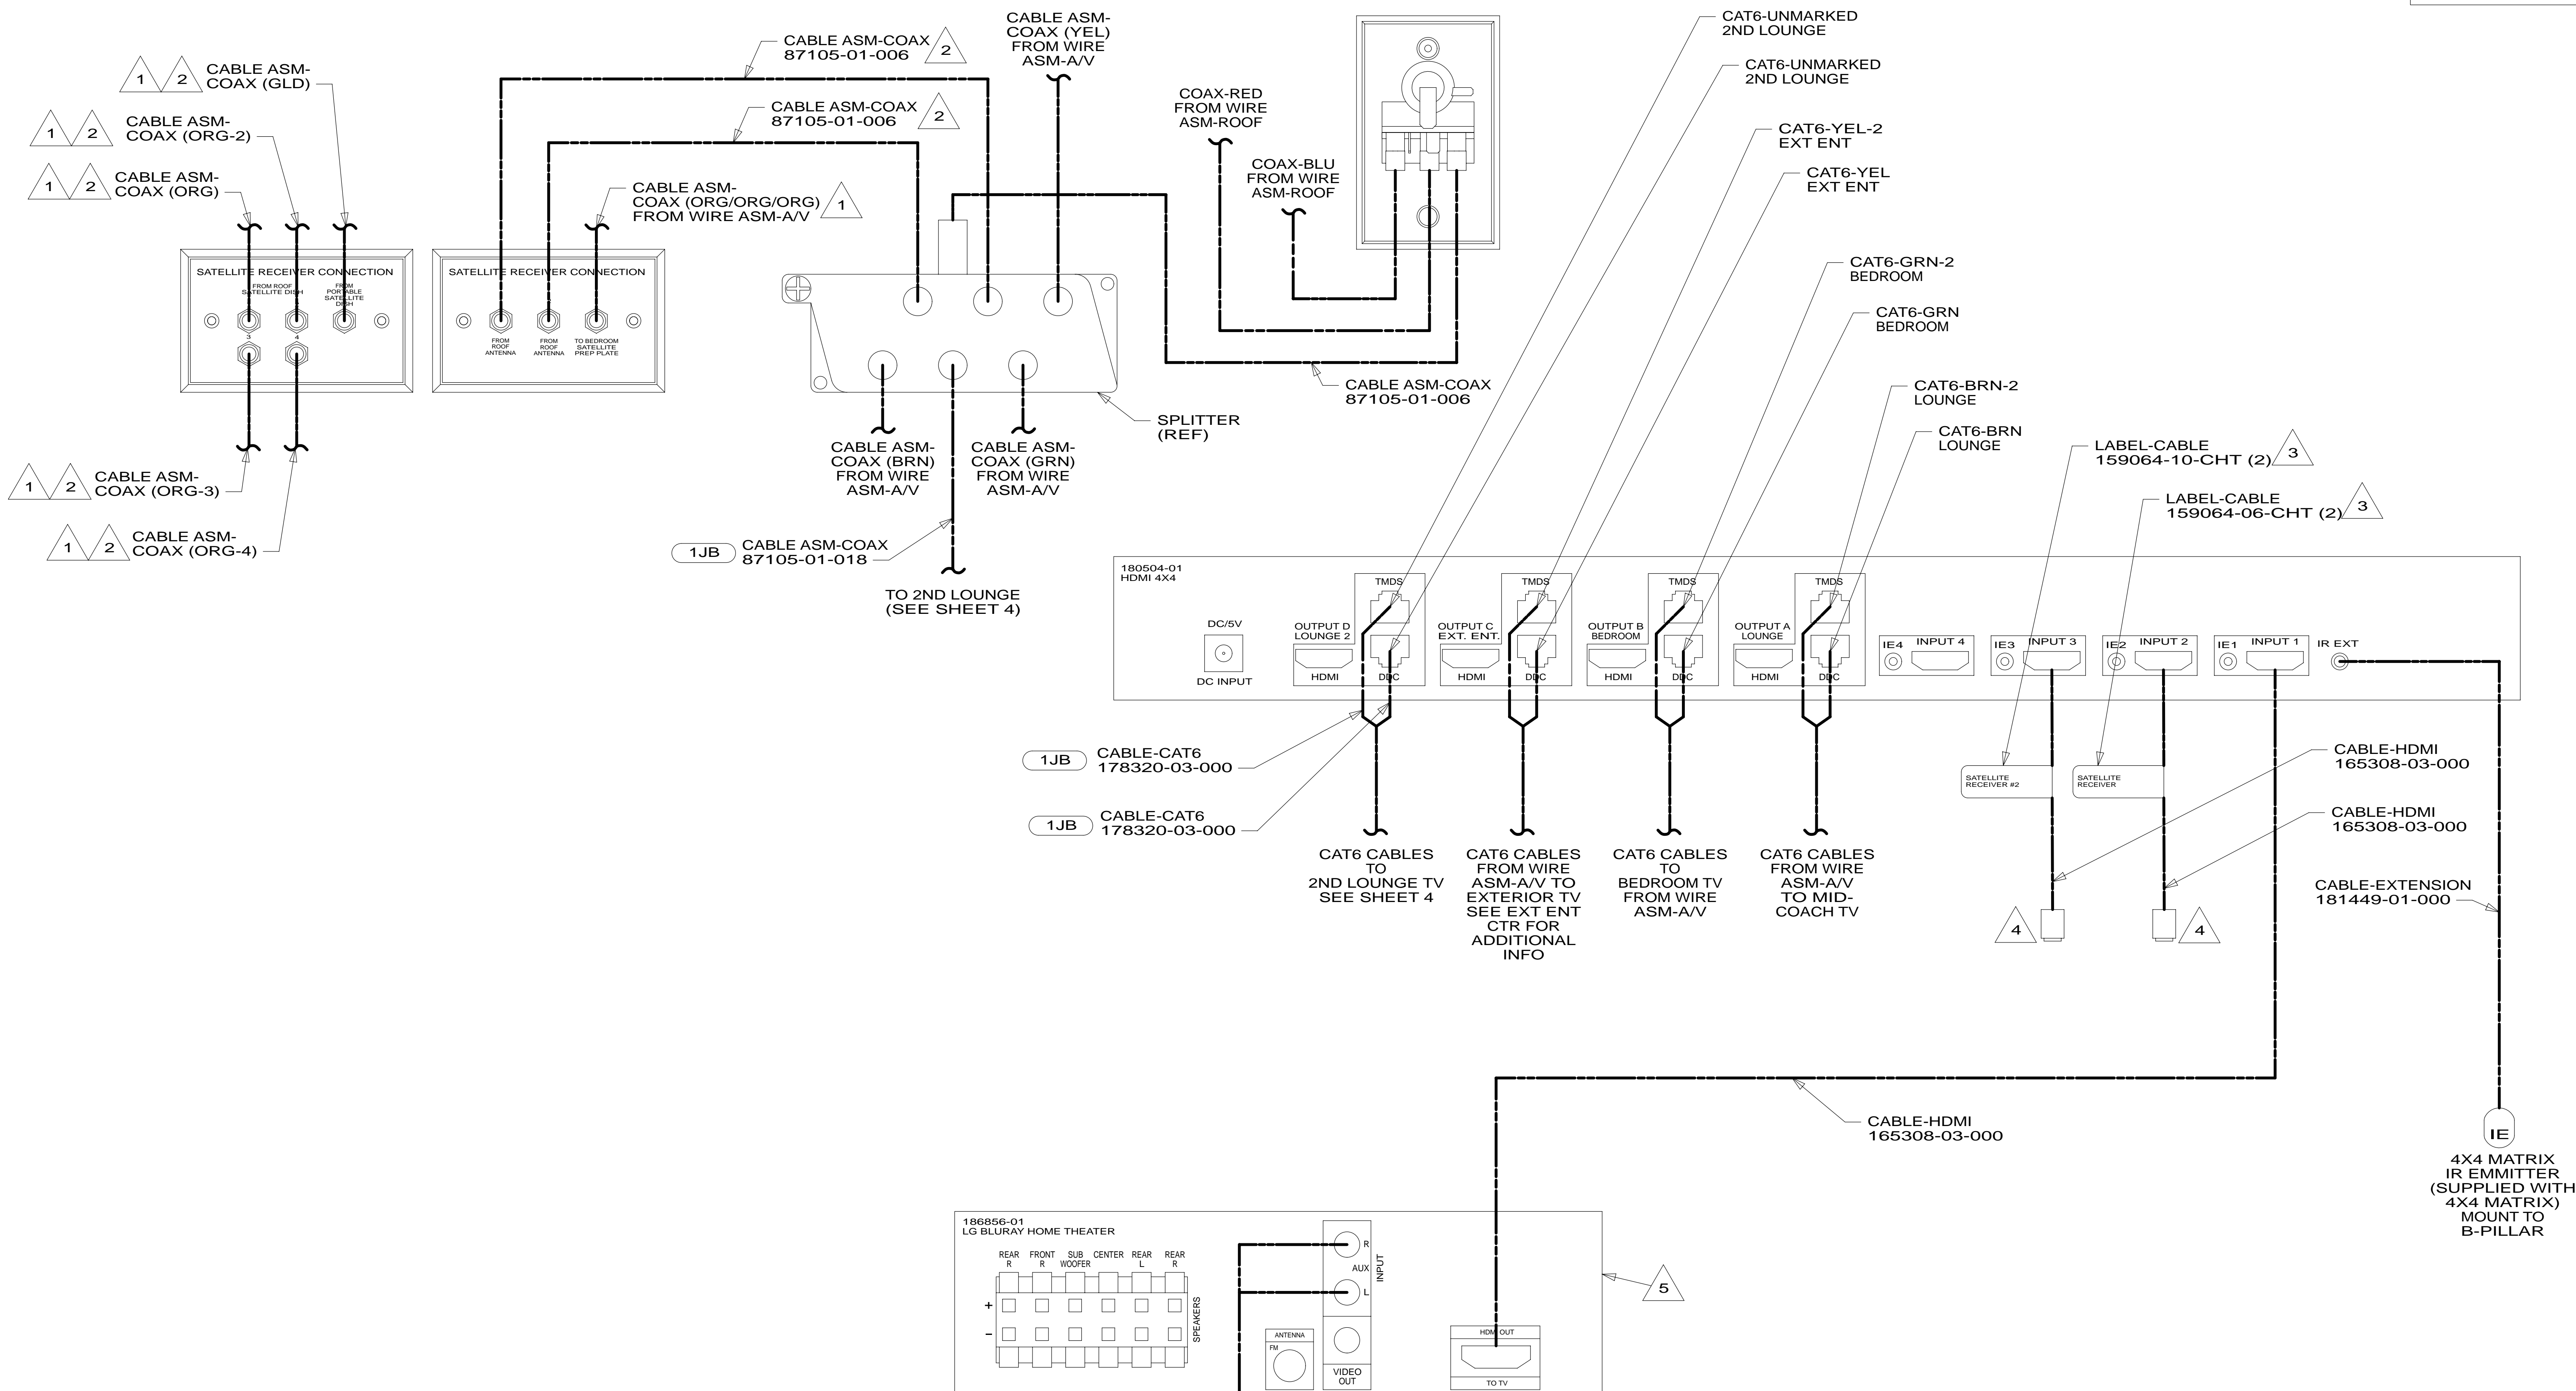 1
2
CABLE ASM-
COAX (GLD)
1
2
CABLE ASM-
COAX (ORG-2)
1
2
CABLE ASM-
COAX (ORG)
SATELLITE RECEIVER CONNECTION
FROM ROOF
SATELLITE DISH
FROM
PORTABLE
SATELLITE
DISH
3
4
1
2
CABLE ASM-
COAX (ORG-3)
1
2
CABLE ASM-
COAX (ORG-4)
CABLE ASM-COAX
87105-01-006
2
CABLE ASM-COAX
87105-01-006
2
CABLE ASM-
COAX (ORG/ORG/ORG)
FROM WIRE ASM-A/V
1
SATELLITE RECEIVER CONNECTION
FROM
ROOF
ANTENNA
FROM
ROOF
ANTENNA
TO BEDROOM
SATELLITE
PREP PLATE
CABLE ASM-
COAX (YEL)
FROM WIRE
ASM-A/V
COAX-RED
FROM WIRE
ASM-ROOF
COAX-BLU
FROM WIRE
ASM-ROOF
CABLE ASM-COAX
87105-01-006
SPLITTER
(REF)
CABLE ASM-
COAX (BRN)
FROM WIRE
ASM-A/V
CABLE ASM-
COAX (GRN)
FROM WIRE
ASM-A/V
1JB
CABLE ASM-COAX
87105-01-018
TO 2ND LOUNGE
(SEE SHEET 4)
CAT6-UNMARKED
2ND LOUNGE
CAT6-UNMARKED
2ND LOUNGE
CAT6-YEL-2
EXT ENT
CAT6-YEL
EXT ENT
CAT6-GRN-2
BEDROOM
CAT6-GRN
BEDROOM
CAT6-BRN-2
LOUNGE
CAT6-BRN
LOUNGE
LABEL-CABLE
159064-10-CHT (2)
3
LABEL-CABLE
159064-06-CHT (2)
3
180504-01
HDMI 4X4
DC/5V
DC INPUT
OUTPUT D
LOUNGE 2
HDMI
TMDS
DDC
OUTPUT C
EXT. ENT.
HDMI
TMDS
DDC
OUTPUT B
BEDROOM
HDMI
TMDS
DDC
OUTPUT A
LOUNGE
HDMI
TMDS
DDC
IE4
INPUT 4
IE3
INPUT 3
IE2
INPUT 2
IE1
INPUT 1
IR EXT
1JB
CABLE-CAT6
178320-03-000
1JB
CABLE-CAT6
178320-03-000
CAT6 CABLES
TO
2ND LOUNGE TV
SEE SHEET 4
CAT6 CABLES
FROM WIRE
ASM-A/V TO
EXTERIOR TV
SEE EXT ENT
CTR FOR
ADDITIONAL
INFO
CAT6 CABLES
TO
BEDROOM TV
FROM WIRE
ASM-A/V
CAT6 CABLES
FROM WIRE
ASM-A/V
TO MID-
COACH TV
SATELLITE
RECEIVER #2
SATELLITE
RECEIVER
CABLE-HDMI
165308-03-000
CABLE-HDMI
165308-03-000
CABLE-EXTENSION
181449-01-000
4
4
CABLE-HDMI
165308-03-000
IE
4X4 MATRIX
IR EMMITTER
(SUPPLIED WITH
4X4 MATRIX)
MOUNT TO
B-PILLAR
186856-01
LG BLURAY HOME THEATER
REAR
R
FRONT
R
SUB
WOOFER
CENTER
REAR
L
REAR
R
+
-
SPEAKERS
ANTENNA
FM
R
AUX
L
INPUT
VIDEO
OUT
HDMI OUT
TO TV
5